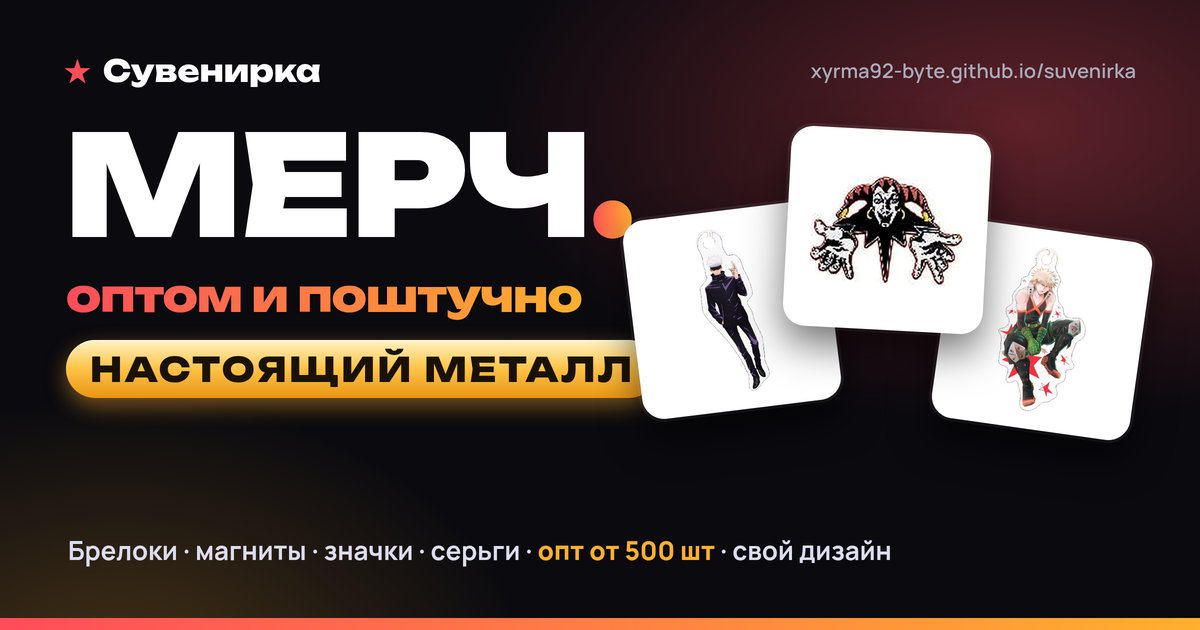 ★ Сувенирка
xyrma92-byte.github.io/suvenirka
МЕРЧ.
ОПТОМ И ПОШТУЧНО
НАСТОЯЩИЙ МЕТАЛЛ
Брелоки · магниты · значки · серьги · опт от 500 шт · свой дизайн